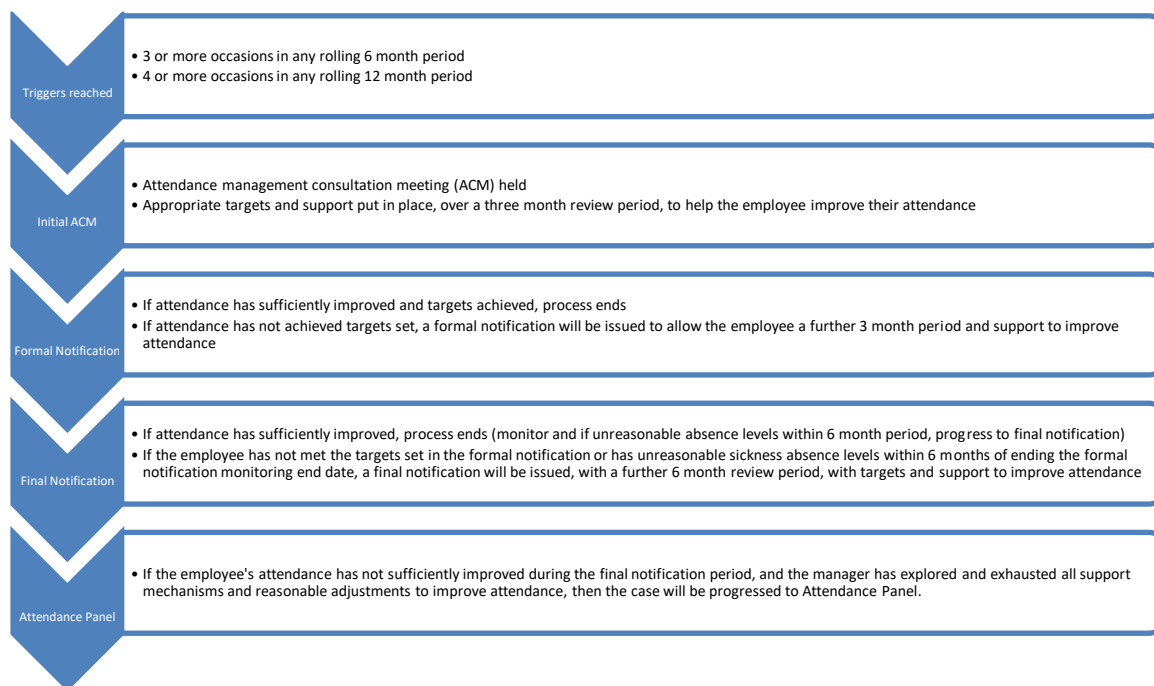 Triggers reached
• 3 or more occasions in any rolling 6 month period
• 4 or more occasions in any rolling 12 month period
Initial ACM
• Attendance management consultation meeting (ACM) held
• Appropriate targets and support put in place, over a three month review period, to help the employee improve their attendance
Formal Notification
• If attendance has sufficiently improved and targets achieved, process ends
• If attendance has not achieved targets set, a formal notification will be issued to allow the employee a further 3 month period and support to improve
attendance
Final Notification
• If attendance has sufficiently improved, process ends (monitor and if unreasonable absence levels within 6 month period, progress to final notification)
• If the employee has not met the targets set in the formal notification or has unreasonable sickness absence levels within 6 months of ending the formal
notification monitoring end date, a final notification will be issued, with a further 6 month review period, with targets and support to improve attendance
Attendance Panel
• If the employee's attendance has not sufficiently improved during the final notification period, and the manager has explored and exhausted all support
mechanisms and reasonable adjustments to improve attendance, then the case will be progressed to Attendance Panel.